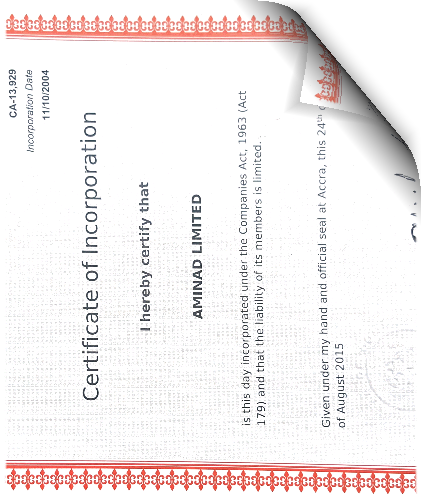 CA-13,929
Incorporation Date
11/10/2004
Certificate of Incorporation
I hereby certify that
AMINAD LIMITED
is this day incorporated under the Companies Act, 1963 (Act
179) and that the liability of its members is limited.
Given under my hand and official seal at Accra, this 24th
of August 2015